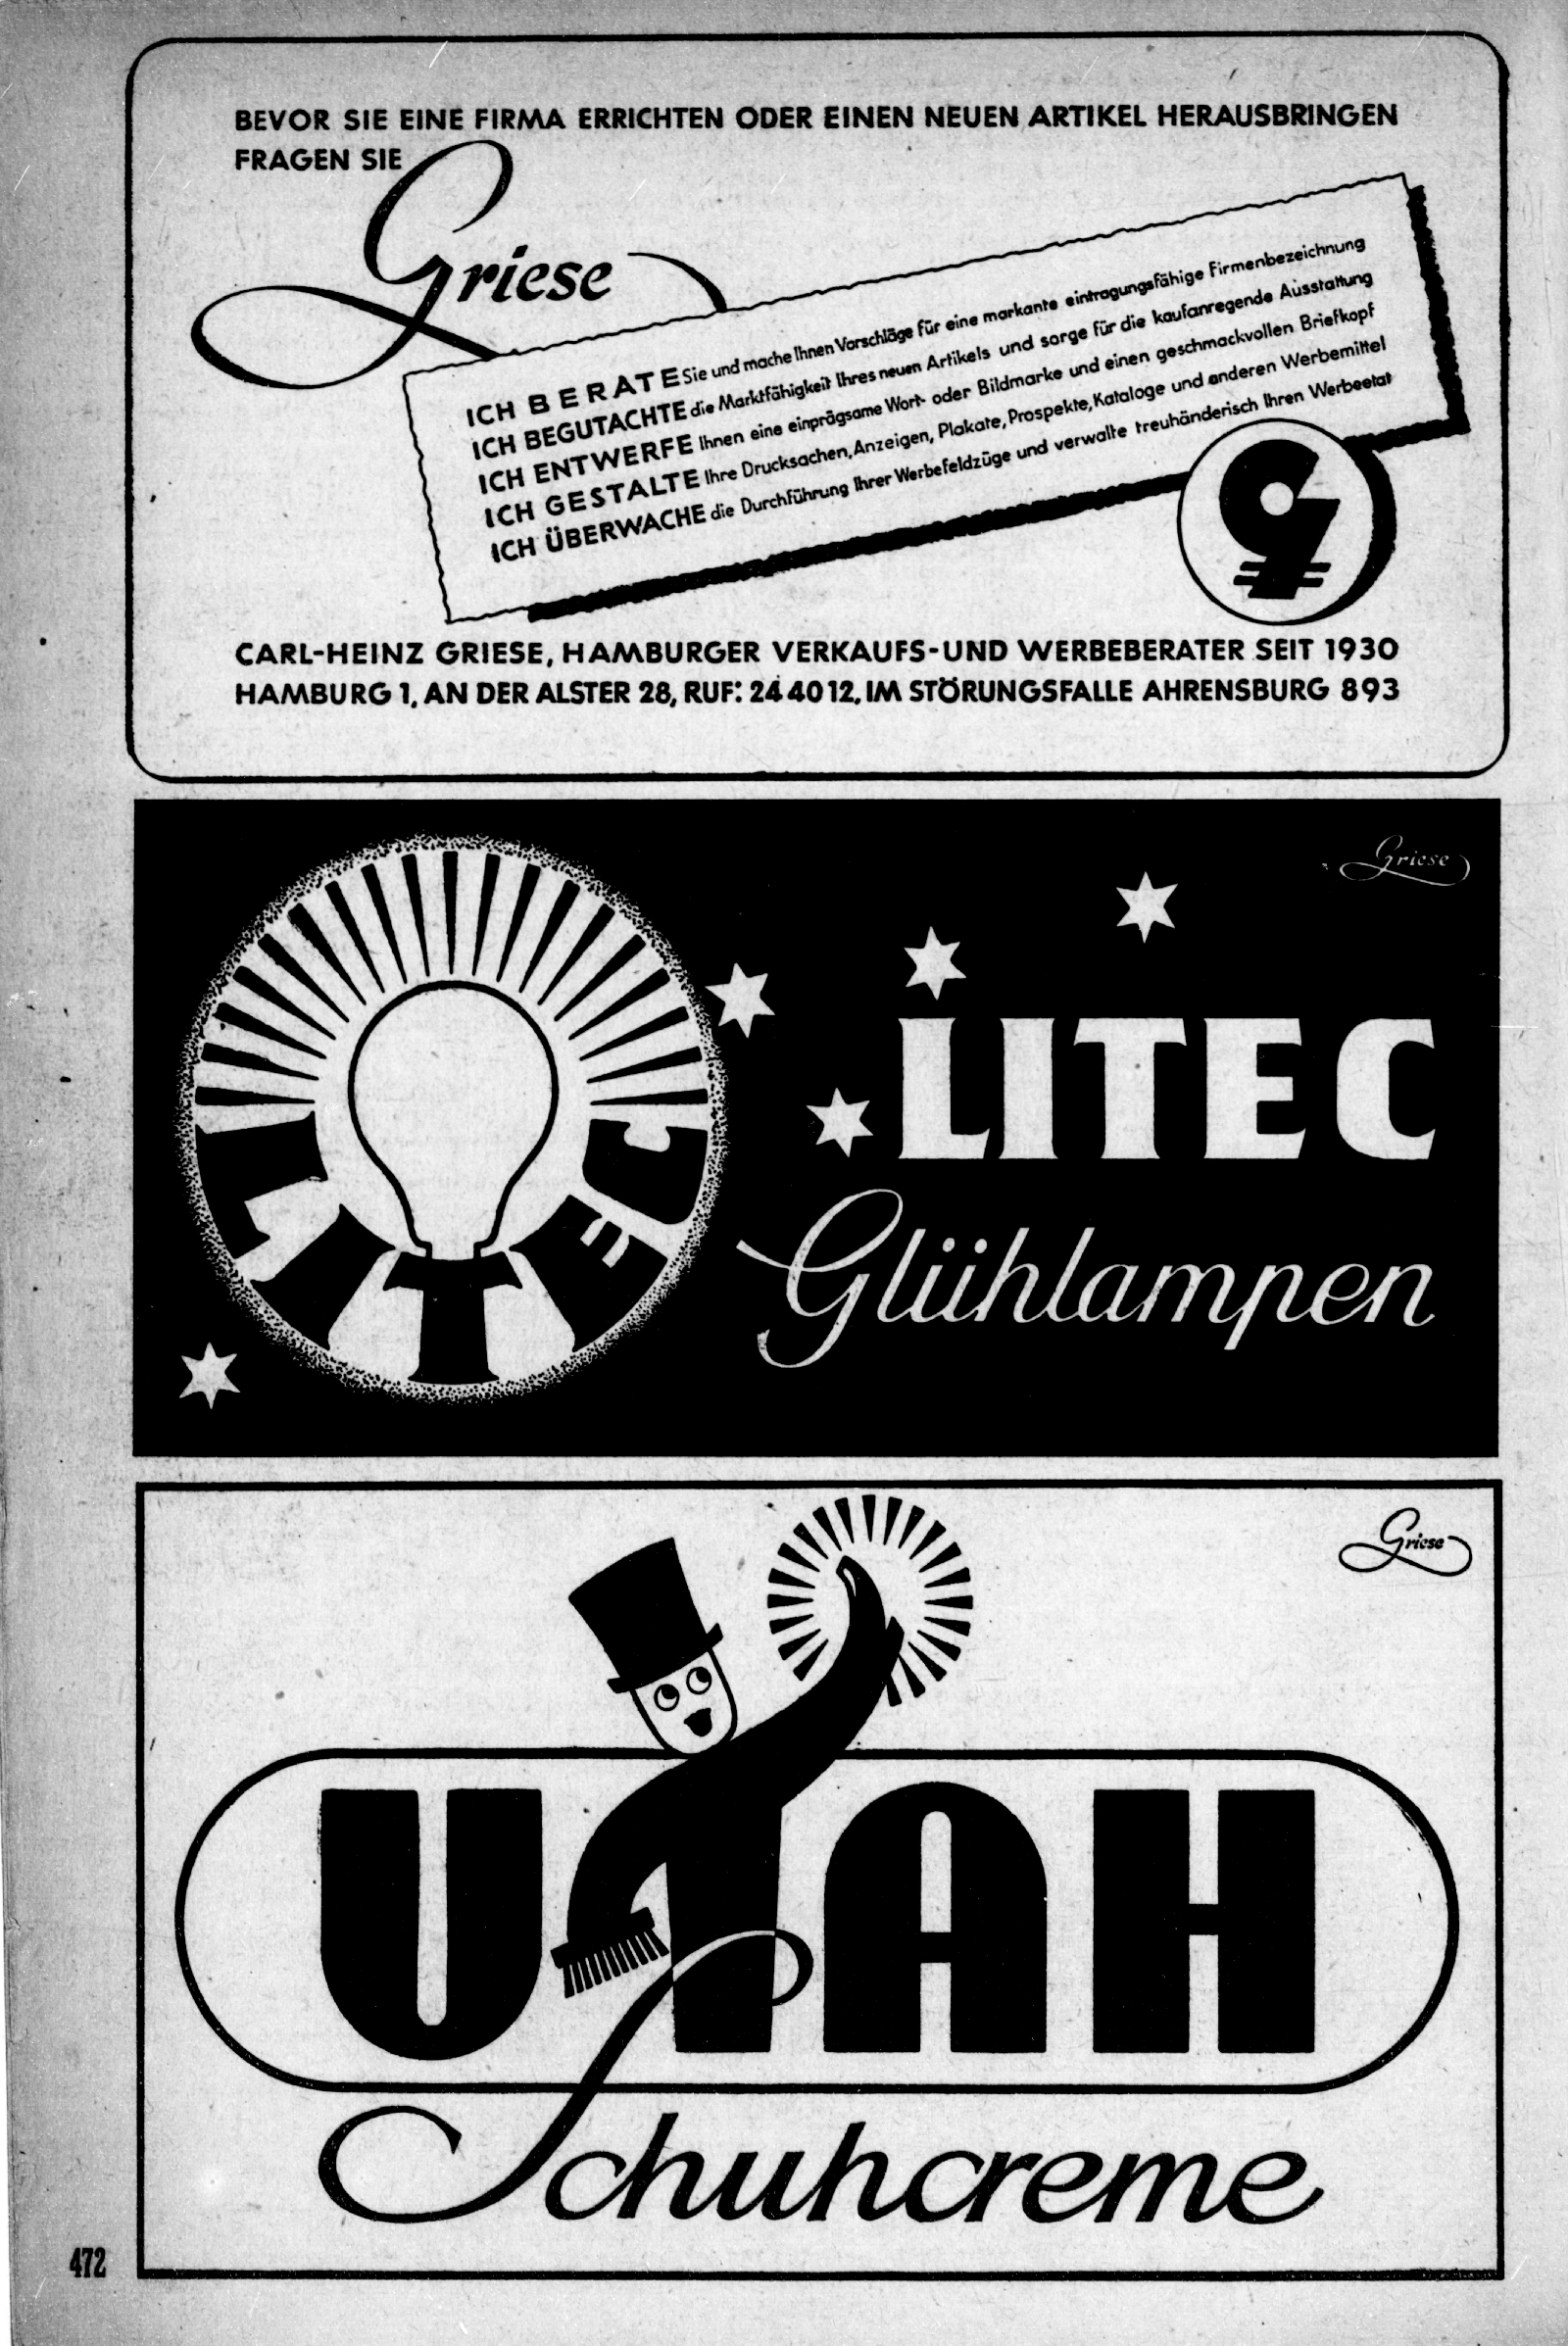 BEVOR SIE EINE FIRMA ERRICHTEN ODER EINEN NEUEN ARTIKEL HERAUSBRINGEN
FRAGEN SIE
Griese
ICH BERATE Sie und mache Ihnen Vorschläge für eine markante eintragungsfähige Firmenbezeichnung
ICH BEGUTACHTE die Marktfähigkeit Ihres neuen Artikels und sorge für die kaufanregende Ausstattung
ICH ENTWERFE Ihnen eine einprägsame Wort- oder Bildmarke und einen geschmackvollen Briefkopf
ICH GESTALTE Ihre Drucksachen, Anzeigen, Plakate, Prospekte, Kataloge und anderen Werbemittel
ICH ÜBERWACHE die Durchführung Ihrer Werbefeldzüge und verwalte treuhänderisch Ihren Werbeetat
G
CARL-HEINZ GRIESE, HAMBURGER VERKAUFS-UND WERBEBERATER SEIT 1930
HAMBURG 1, AN DER ALSTER 28, RUF: 24 40 12, IM STÖRUNGSFALLE AHRENSBURG 893
Griese
LITEC
LITEC
Glühlampen
Griese
UTAH
Schuhcreme
472